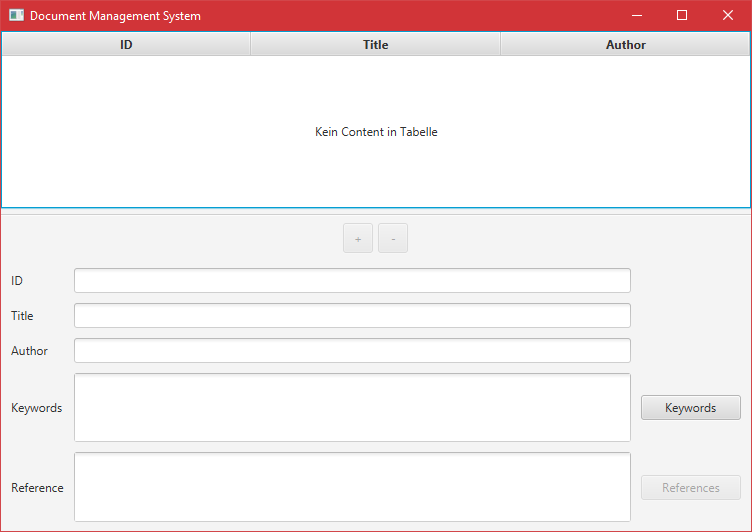 Document Management System
ID Title Author
Kein Content in Tabelle
+ -
ID
Title
Author
Keywords Keywords
Reference References